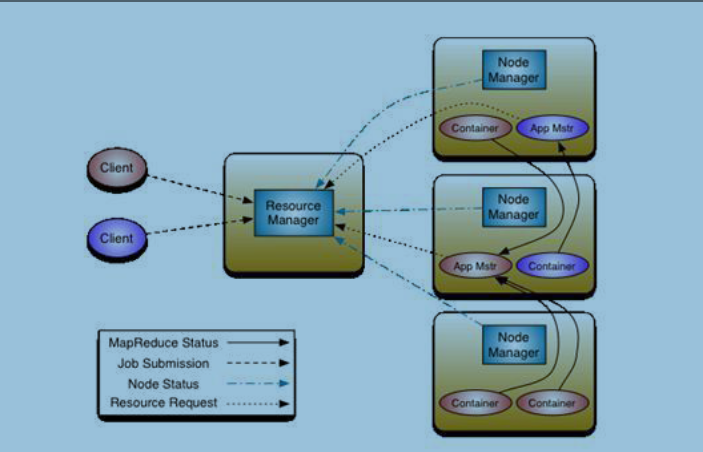 Node
Manager
Container
App Mstr
Client
Resource
Manager
Node
Manager
Client
App Mstr
Container
MapReduce Status
Job Submission
Node Status
Resource Request
Node
Manager
Container
Container